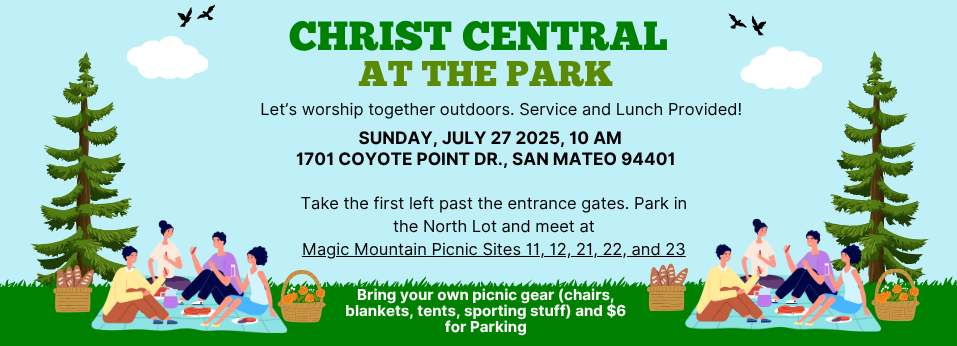 CHRIST CENTRAL
AT THE PARK
Let's worship together outdoors. Service and Lunch Provided!
SUNDAY, JULY 27 2025, 10 AM
1701 COYOTE POINT DR., SAN MATEO 94401
Take the first left past the entrance gates. Park in
the North Lot and meet at
Magic Mountain Picnic Sites 11, 12, 21, 22, and 23
Bring your own picnic gear (chairs,
blankets, tents, sporting stuff) and $6
for Parking